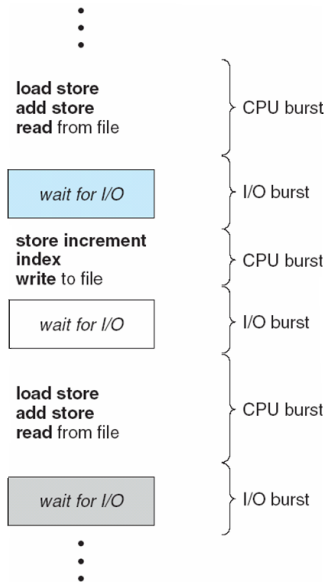 load store
add store
read from file
CPU burst
wait for I/O
I/O burst
store increment
index
write to file
CPU burst
wait for I/O
I/O burst
load store
add store
read from file
CPU burst
wait for I/O
I/O burst